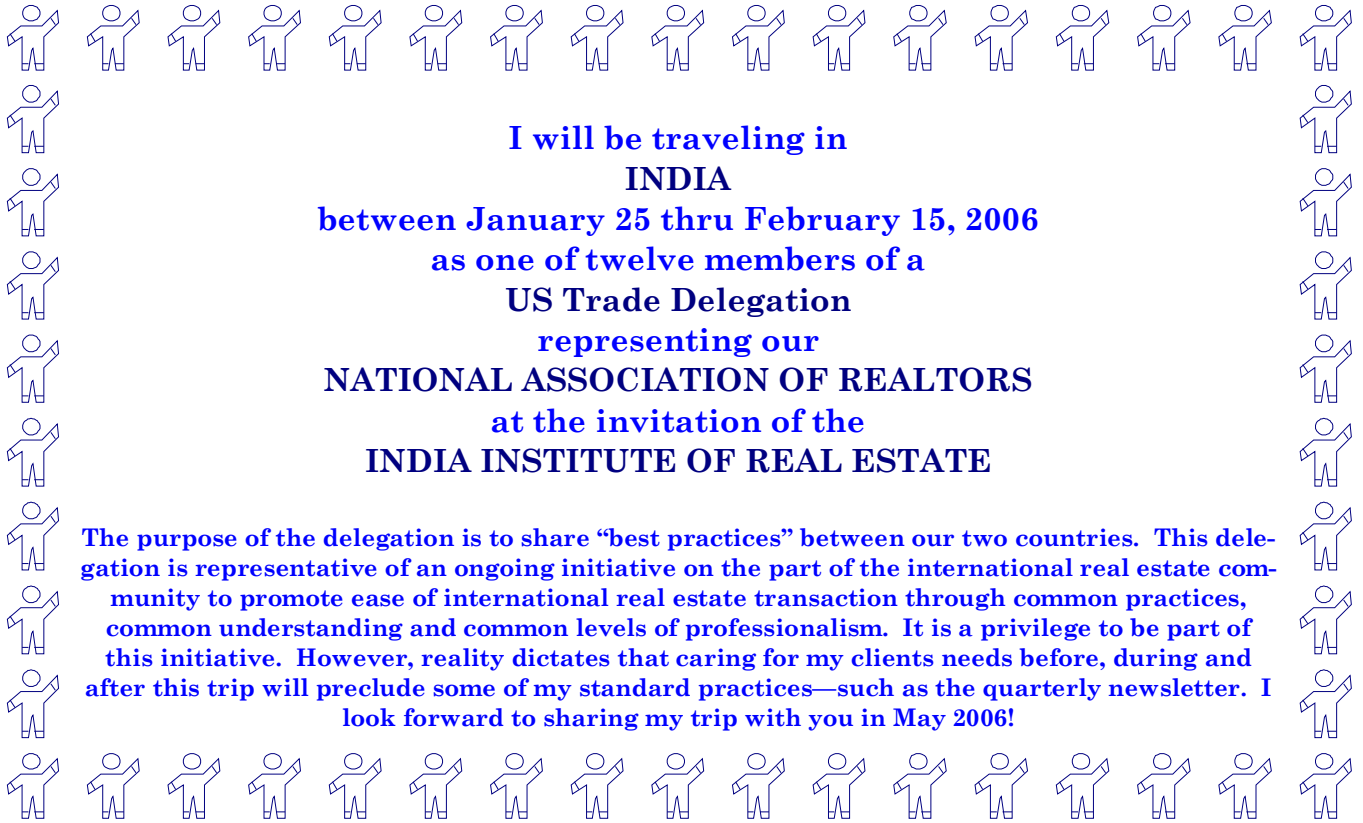 I will be traveling in
INDIA
between January 25 thru February 15, 2006
as one of twelve members of a
US Trade Delegation
representing our
NATIONAL ASSOCIATION OF REALTORS
at the invitation of the
INDIA INSTITUTE OF REAL ESTATE
The purpose of the delegation is to share “best practices” between our two countries.  This dele-
gation is representative of an ongoing initiative on the part of the international real estate com-
munity to promote ease of international real estate transaction through common practices,
common understanding and common levels of professionalism.  It is a privilege to be part of
this initiative.  However, reality dictates that caring for my clients needs before, during and
after this trip will preclude some of my standard practices—such as the quarterly newsletter.  I
look forward to sharing my trip with you in May 2006!